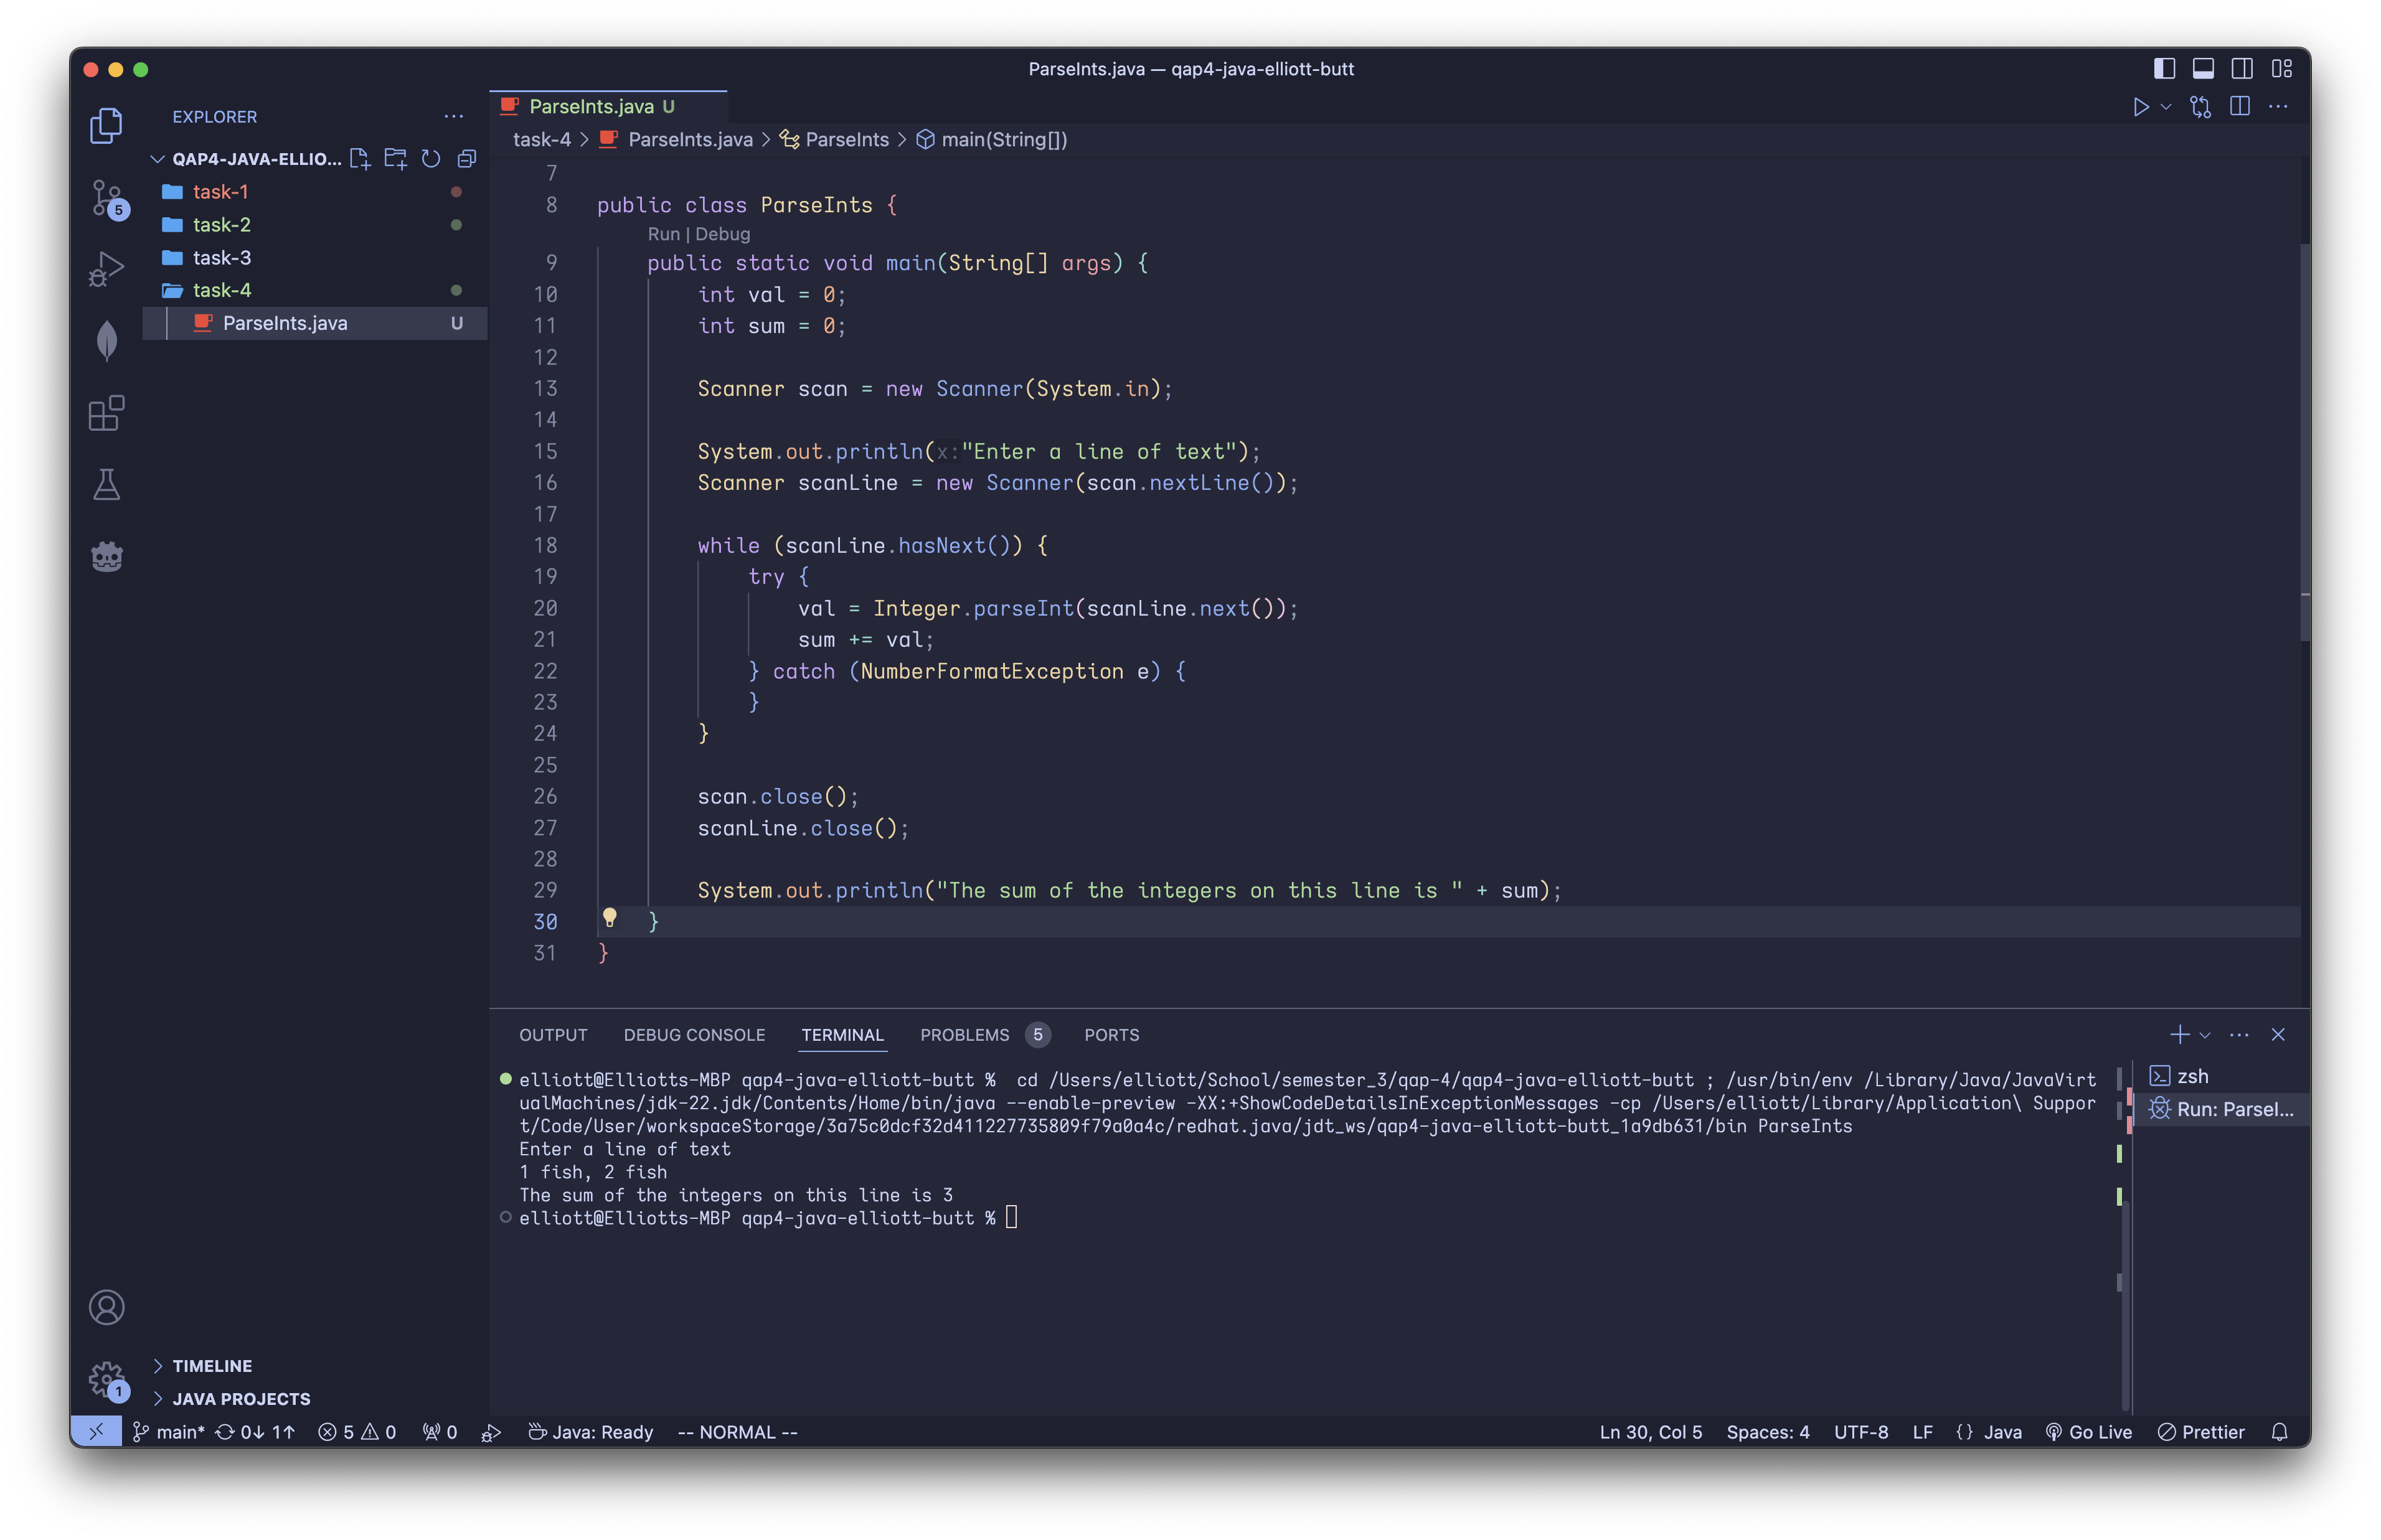 ParseInts.java — qap4-java-elliott-butt
EXPLORER
QAP4-JAVA-ELLIO...
task-1
task-2
task-3
task-4
ParseInts.java U
5
1
TIMELINE
JAVA PROJECTS
ParseInts.java U
task-4 > ParseInts.java > ParseInts > main(String[])
7
8 public class ParseInts {
Run | Debug
9 public static void main(String[] args) {
10 int val = 0;
11 int sum = 0;
12
13 Scanner scan = new Scanner(System.in);
14
15 System.out.println(x:"Enter a line of text");
16 Scanner scanLine = new Scanner(scan.nextLine());
17
18 while (scanLine.hasNext()) {
19 try {
20 val = Integer.parseInt(scanLine.next());
21 sum += val;
22 } catch (NumberFormatException e) {
23 }
24 }
25
26 scan.close();
27 scanLine.close();
28
29 System.out.println("The sum of the integers on this line is " + sum);
30 }
31 }
OUTPUT DEBUG CONSOLE TERMINAL PROBLEMS 5 PORTS
elliott@Elliotts-MBP qap4-java-elliott-butt %  cd /Users/elliott/School/semester_3/qap-4/qap4-java-elliott-butt ; /usr/bin/env /Library/Java/JavaVirt
ualMachines/jdk-22.jdk/Contents/Home/bin/java --enable-preview -XX:+ShowCodeDetailsInExceptionMessages -cp /Users/elliott/Library/Application\ Suppor
t/Code/User/workspaceStorage/3a75c0dcf32d411227735809f79a0a4c/redhat.java/jdt_ws/qap4-java-elliott-butt_1a9db631/bin ParseInts
Enter a line of text
1 fish, 2 fish
The sum of the integers on this line is 3
elliott@Elliotts-MBP qap4-java-elliott-butt %
zsh
Run: ParseI...
main* 0↓ 1↑ 5 0 0 Java: Ready -- NORMAL -- Ln 30, Col 5 Spaces: 4 UTF-8 LF {} Java Go Live Prettier